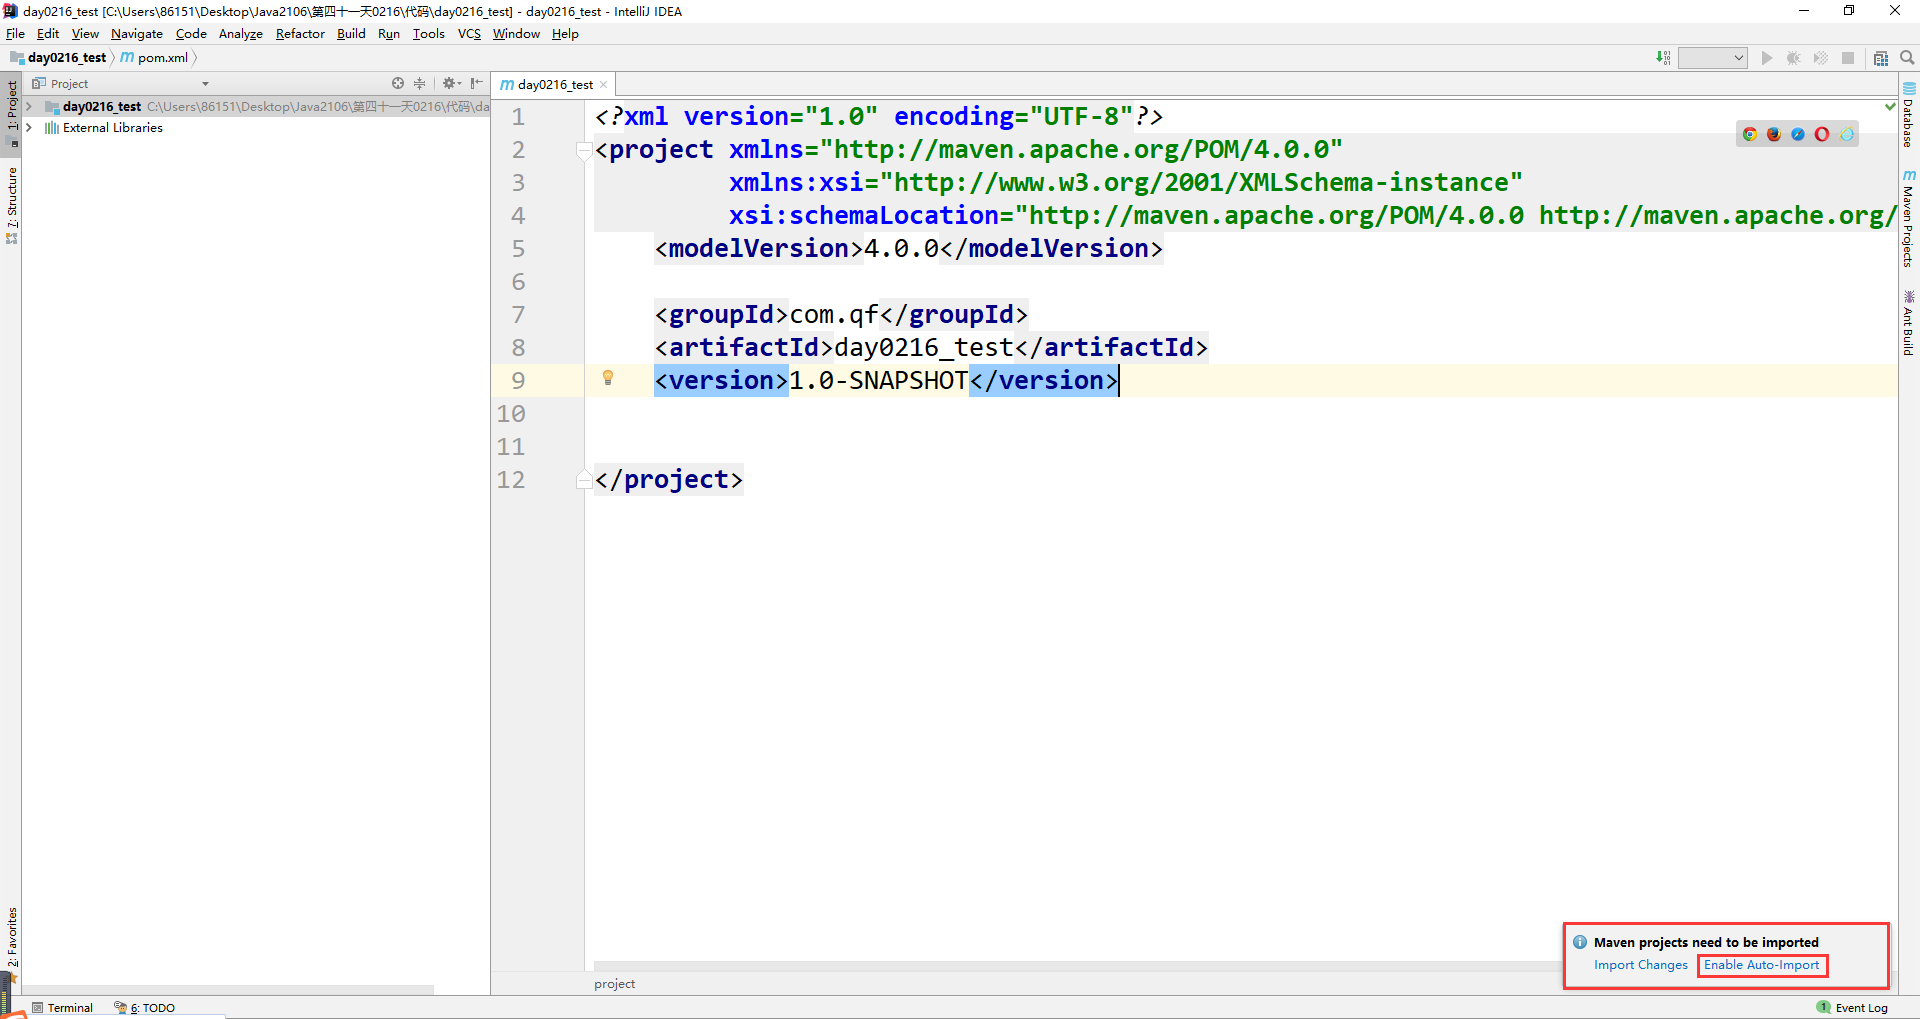 day0216_test [C:\Users\86151\Desktop\Java2106\第四十一天0216\代码\day0216_test] - day0216_test - IntelliJ IDEA
File Edit View Navigate Code Analyze Refactor Build Run Tools VCS Window Help
day0216_test pom.xml
Project
day0216_test C:\Users\86151\Desktop\Java2106\第四十一天0216\代码\da
External Libraries
1: Project
7: Structure
2: Favorites
day0216_test
1 <?xml version="1.0" encoding="UTF-8"?>
2 <project xmlns="http://maven.apache.org/POM/4.0.0"
3 xmlns:xsi="http://www.w3.org/2001/XMLSchema-instance"
4 xsi:schemaLocation="http://maven.apache.org/POM/4.0.0 http://maven.apache.org/
5 <modelVersion>4.0.0</modelVersion>
6
7 <groupId>com.qf</groupId>
8 <artifactId>day0216_test</artifactId>
9 <version>1.0-SNAPSHOT</version>
10
11
12 </project>
Database
Maven Projects
Ant Build
Maven projects need to be imported
Import Changes Enable Auto-Import
project
Terminal 6: TODO
1 Event Log